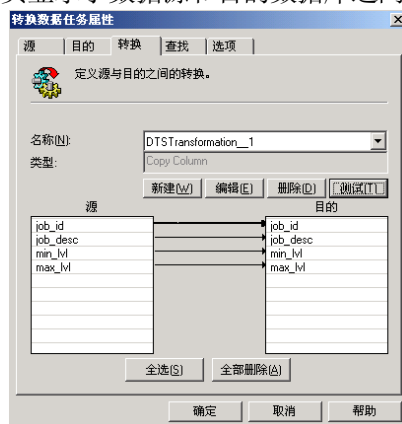 转换数据任务属性
源 目的 转换 查找 选项
定义源与目的之间的转换。
名称(N): DTSTransformation__1
类型: Copy Column
新建(W) 编辑(E) 删除(D) 测试(T)
源 目的
job_id job_id
job_desc job_desc
min_lvl min_lvl
max_lvl max_lvl
全选(S) 全部删除(A)
确定 取消 帮助